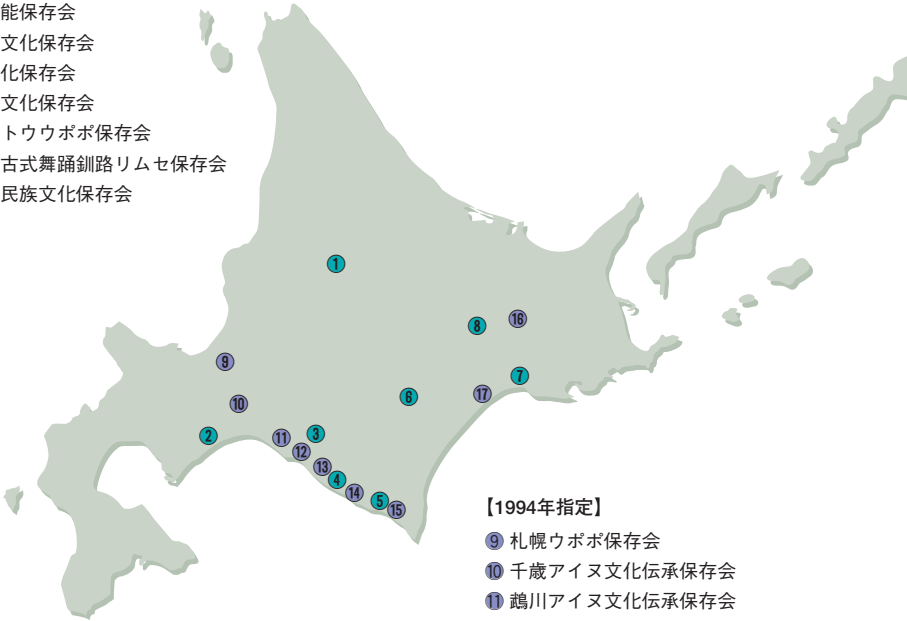 能保存会
文化保存会
化保存会
文化保存会
トウウポポ保存会
古式舞踊釧路リムセ保存会
民族文化保存会
1
8
16
9
7
17
6
10
2
11
3
12
13
4
14
5
15
【1994年指定】
9 札幌ウポポ保存会
10 千歳アイヌ文化伝承保存会
11 鵡川アイヌ文化伝承保存会